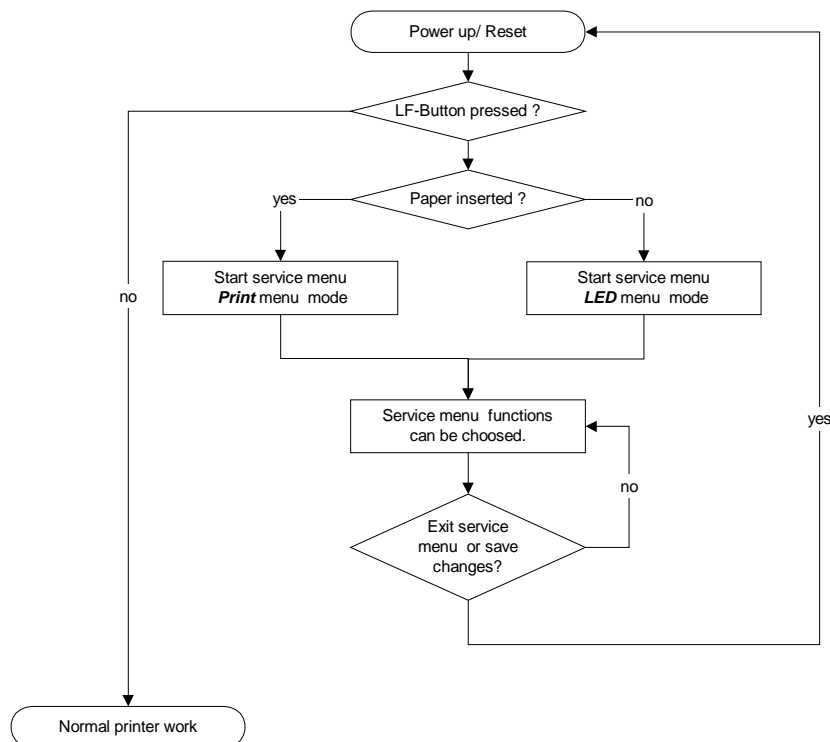 Power up/ Reset
LF-Button pressed ?
Paper inserted ?
yes
no
Start service menu
Print menu mode
Start service menu
LED menu mode
no
Service menu functions
can be choosed.
yes
no
Exit service
menu or save
changes?
Normal printer work